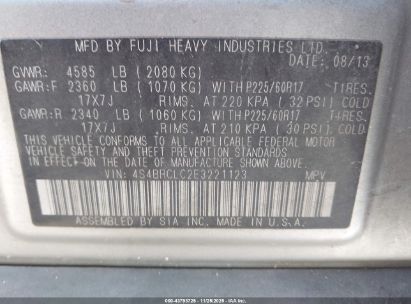 MFD BY FUJI HEAVY INDUSTRIES LTD.
DATE: 08/13
GVWR: 4585 LB (2080 KG)
GAWR:F 2360 LB (1070 KG) WITH P225/60R17 TIRES,
17X7J RIMS, AT 220 KPA (32 PSI) COLD
GAWR:R 2340 LB (1060 KG) WITH P225/60R17 TIRES,
17X7J RIMS, AT 210 KPA (30 PSI) COLD
THIS VEHICLE CONFORMS TO ALL APPLICABLE FEDERAL MOTOR
VEHICLE SAFETY AND THEFT PREVENTION STANDARDS IN EFFECT
ON THE DATE OF MANUFACTURE SHOWN ABOVE.
VIN: 4S4BRCLC2E3221123 MPV
ASSEMBLED BY SIA INC. MADE IN U.S.A.